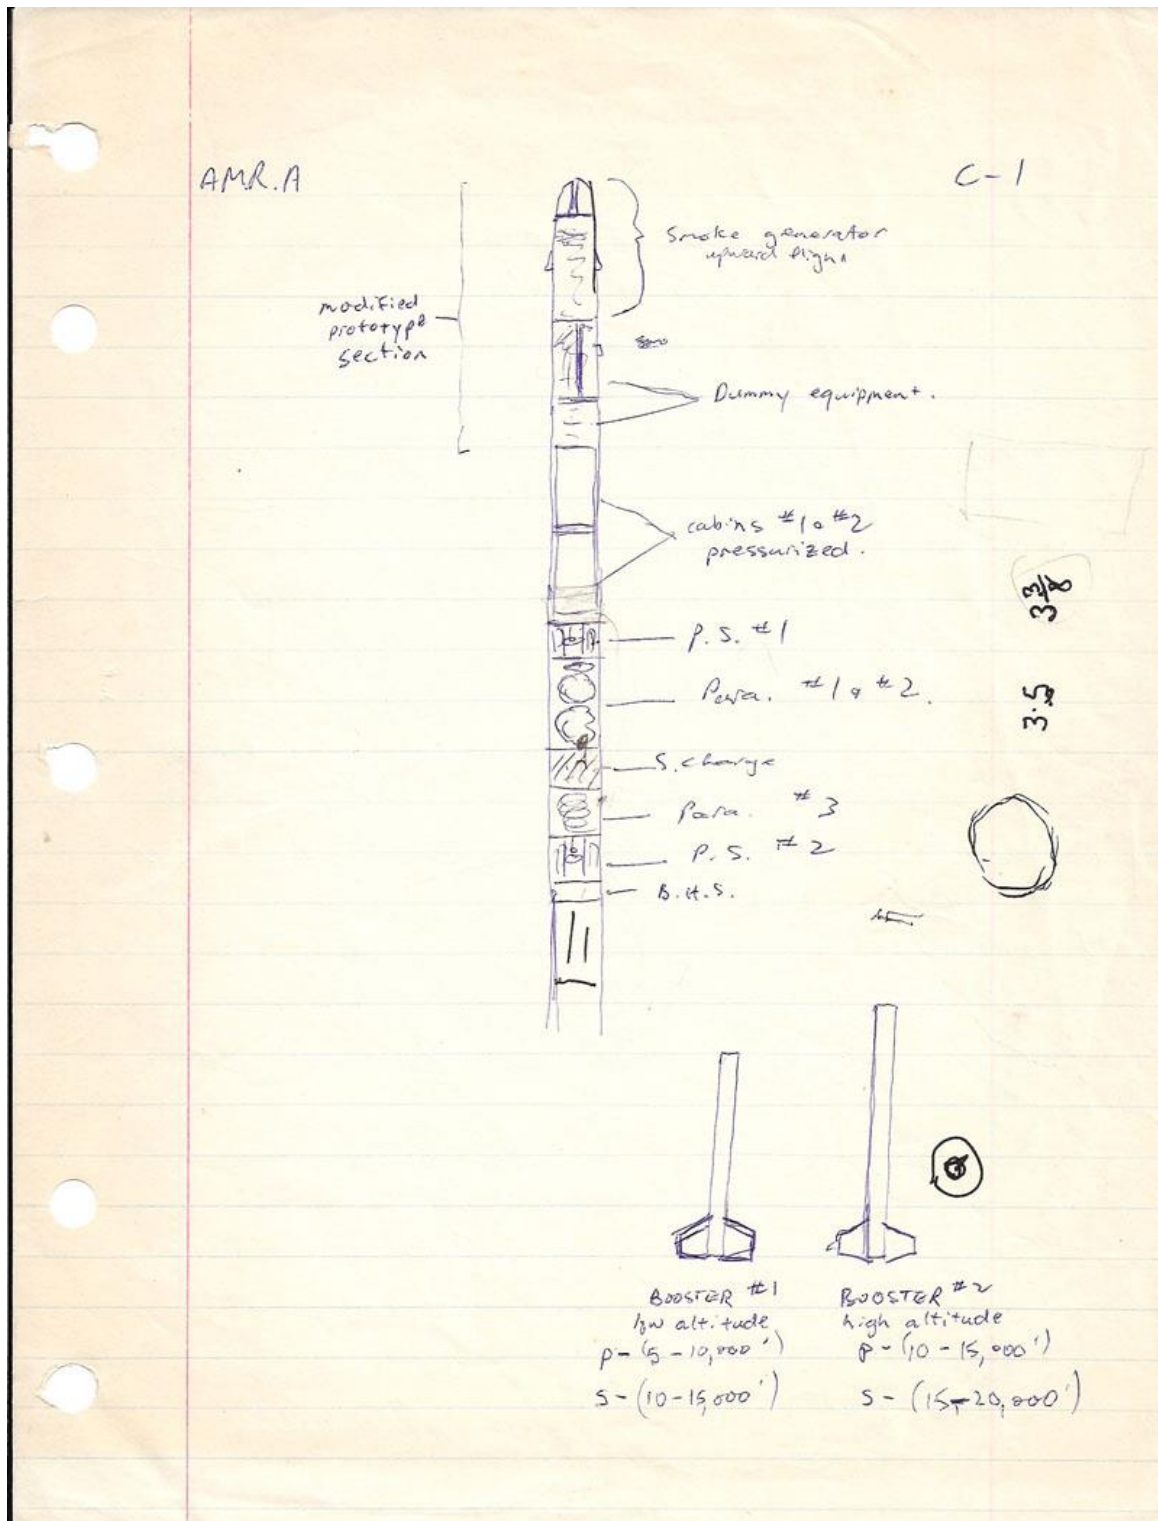 AMR.A
C-1
Smoke generator
upward flight
modified
prototype
section
Dummy equipment.
cabins #1 & #2
pressurized.
3 3/8
P.S. #1
Para. #1 & #2.
3.5
S. charge
Para. #3
P.S. #2
B.H.S.
BOOSTER #1
low altitude
P - (5 - 10,000')
S - (10 - 15,000')
BOOSTER #2
high altitude
P - (10 - 15,000')
S - (15 - 20,000')